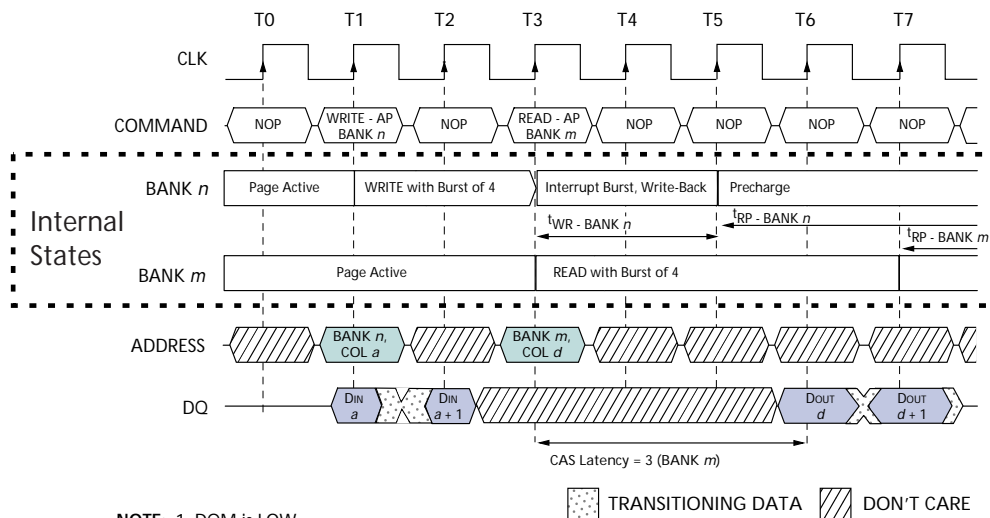 T0 T1 T2 T3 T4 T5 T6 T7
CLK
COMMAND NOP WRITE - AP BANK n NOP READ - AP BANK m NOP NOP NOP NOP
Internal States
BANK n Page Active WRITE with Burst of 4 Interrupt Burst, Write-Back Precharge
tWR - BANK n tRP - BANK n
tRP - BANK m
BANK m Page Active READ with Burst of 4
ADDRESS BANK n, COL a BANK m, COL d
DQ DIN a DIN a + 1 DOUT d DOUT d + 1
CAS Latency = 3 (BANK m)
TRANSITIONING DATA DON'T CARE